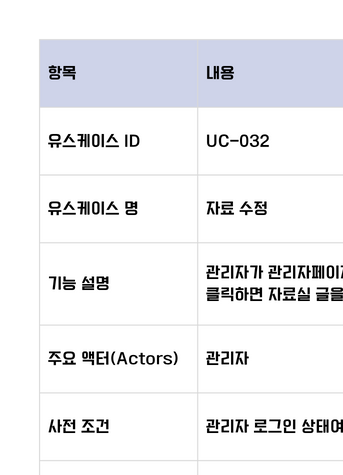 항목
내용
유스케이스 ID
UC-032
유스케이스 명
자료 수정
기능 설명
관리자가 관리자페이지
클릭하면 자료실 글을
주요 액터(Actors)
관리자
사전 조건
관리자 로그인 상태여